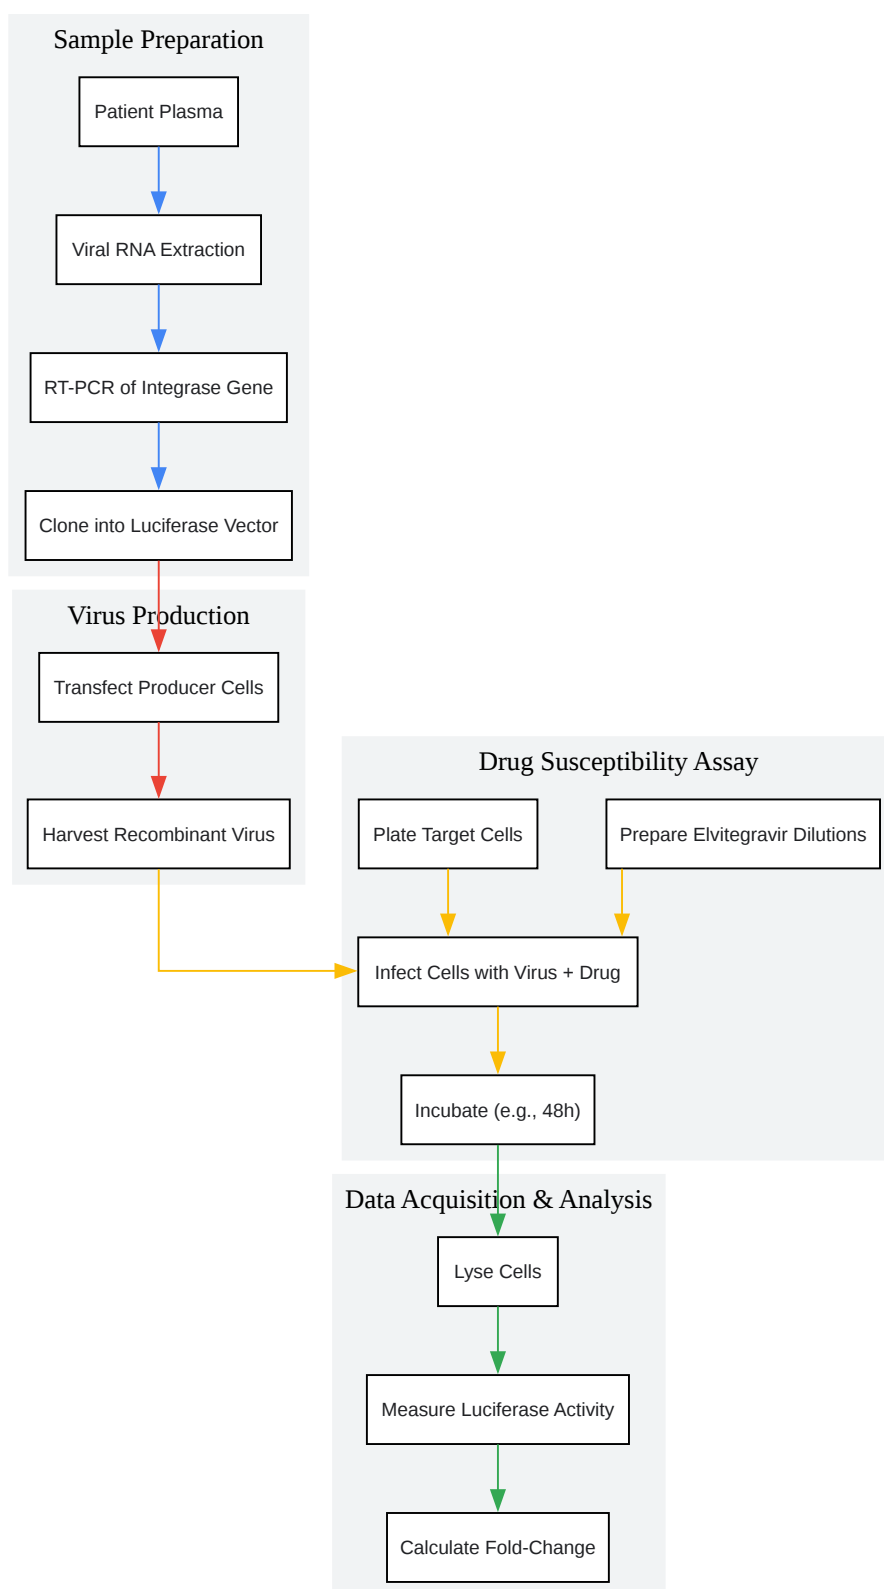 Sample Preparation
Patient Plasma
Viral RNA Extraction
RT-PCR of Integrase Gene
Clone into Luciferase Vector
Virus Production
Transfect Producer Cells
Harvest Recombinant Virus
Drug Susceptibility Assay
Plate Target Cells
Prepare Elvitegravir Dilutions
Infect Cells with Virus + Drug
Incubate (e.g., 48h)
Data Acquisition & Analysis
Lyse Cells
Measure Luciferase Activity
Calculate Fold-Change